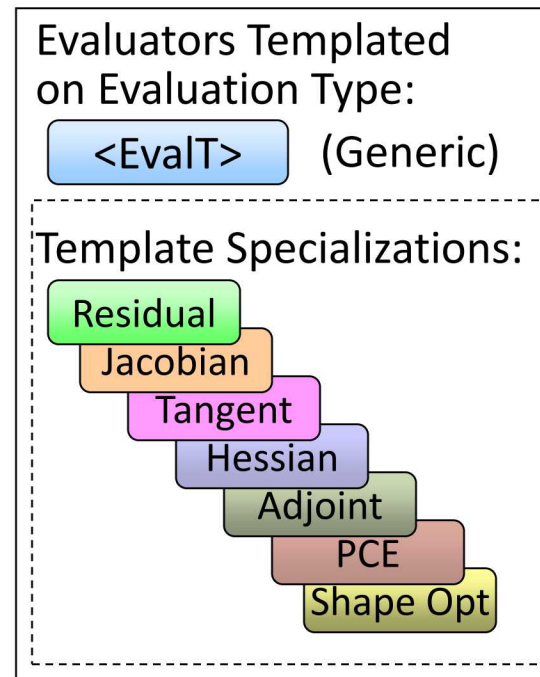 Evaluators Templated
on Evaluation Type:
<EvalT> (Generic)
Template Specializations:
Residual
Jacobian
Tangent
Hessian
Adjoint
PCE
Shape Opt